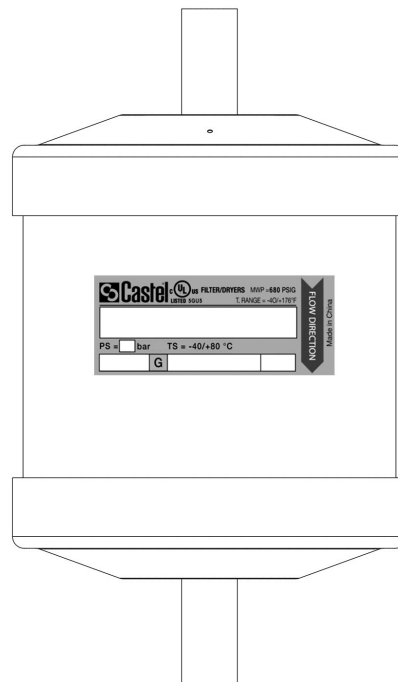 Castel c UL us LISTED 5GU5 FILTER/DRYERS MWP =680 PSIG
T. RANGE = -40/+176°F
PS = bar TS = -40/+80 °C
G
FLOW DIRECTION
Made in China